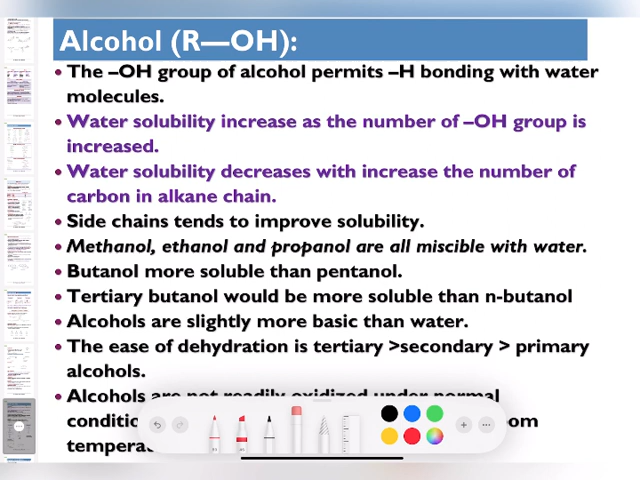 Alcohol (R—OH):
• The –OH group of alcohol permits –H bonding with water
molecules.
• Water solubility increase as the number of –OH group is
increased.
• Water solubility decreases with increase the number of
carbon in alkane chain.
• Side chains tends to improve solubility.
• Methanol, ethanol and propanol are all miscible with water.
• Butanol more soluble than pentanol.
• Tertiary butanol would be more soluble than n-butanol
• Alcohols are slightly more basic than water.
• The ease of dehydration is tertiary >secondary > primary
alcohols.
• Alcohols are not readily oxidized under normal